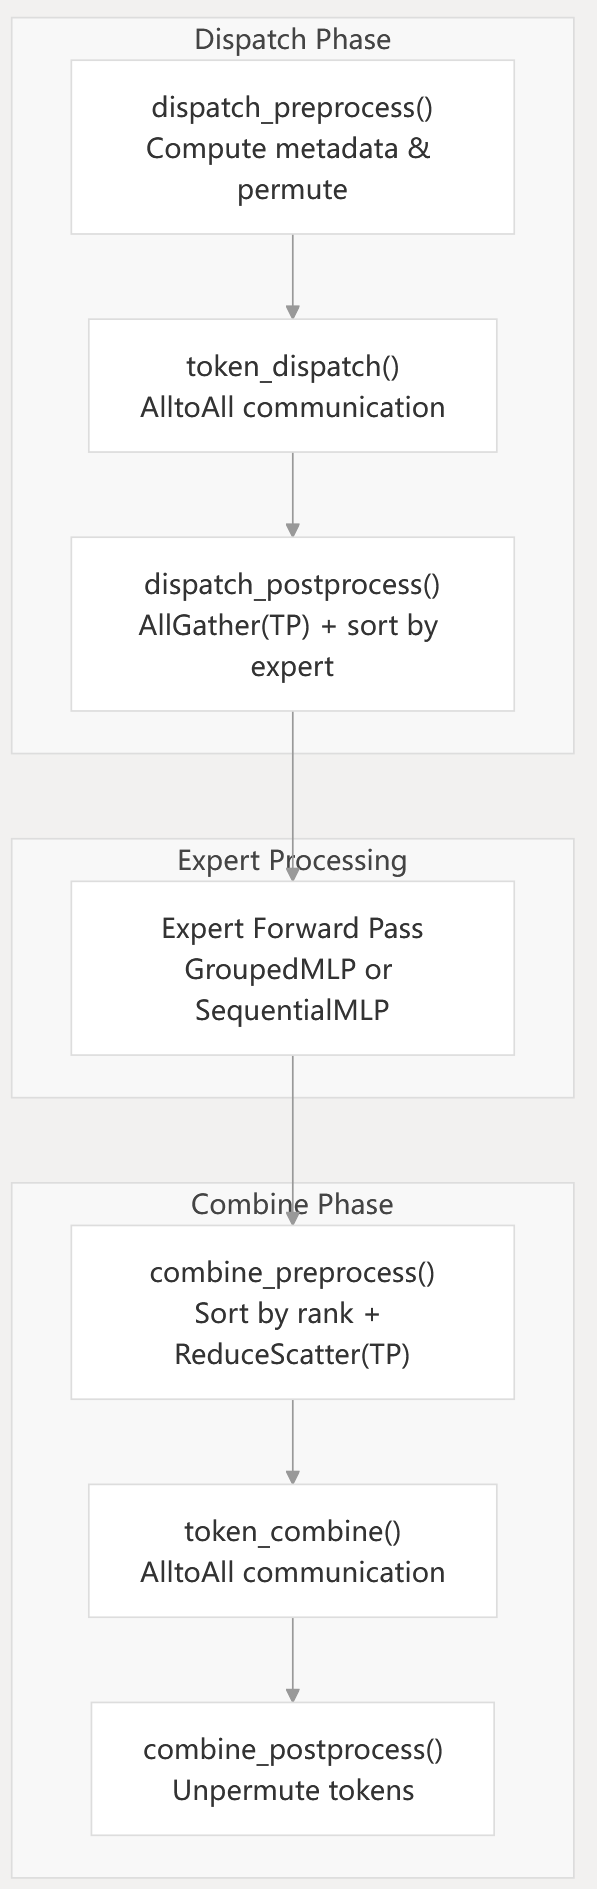 Dispatch Phase
dispatch_preprocess()
Compute metadata &
permute
token_dispatch()
AlltoAll communication
dispatch_postprocess()
AllGather(TP) + sort by
expert
Expert Processing
Expert Forward Pass
GroupedMLP or
SequentialMLP
Combine Phase
combine_preprocess()
Sort by rank +
ReduceScatter(TP)
token_combine()
AlltoAll communication
combine_postprocess()
Unpermute tokens